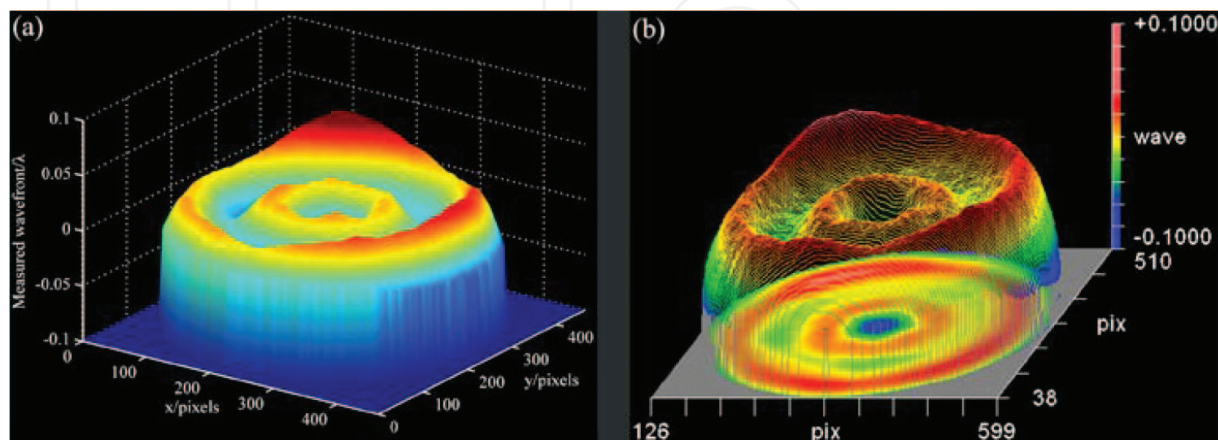 (a)
0.1
0.05
0
-0.05
-0.1
Measured wavefront/λ
0
100
200
300
400
x/pixels
0
100
200
300
400
y/pixels
(b)
+0.1000
wave
-0.1000
510
pix
38
126
pix
599